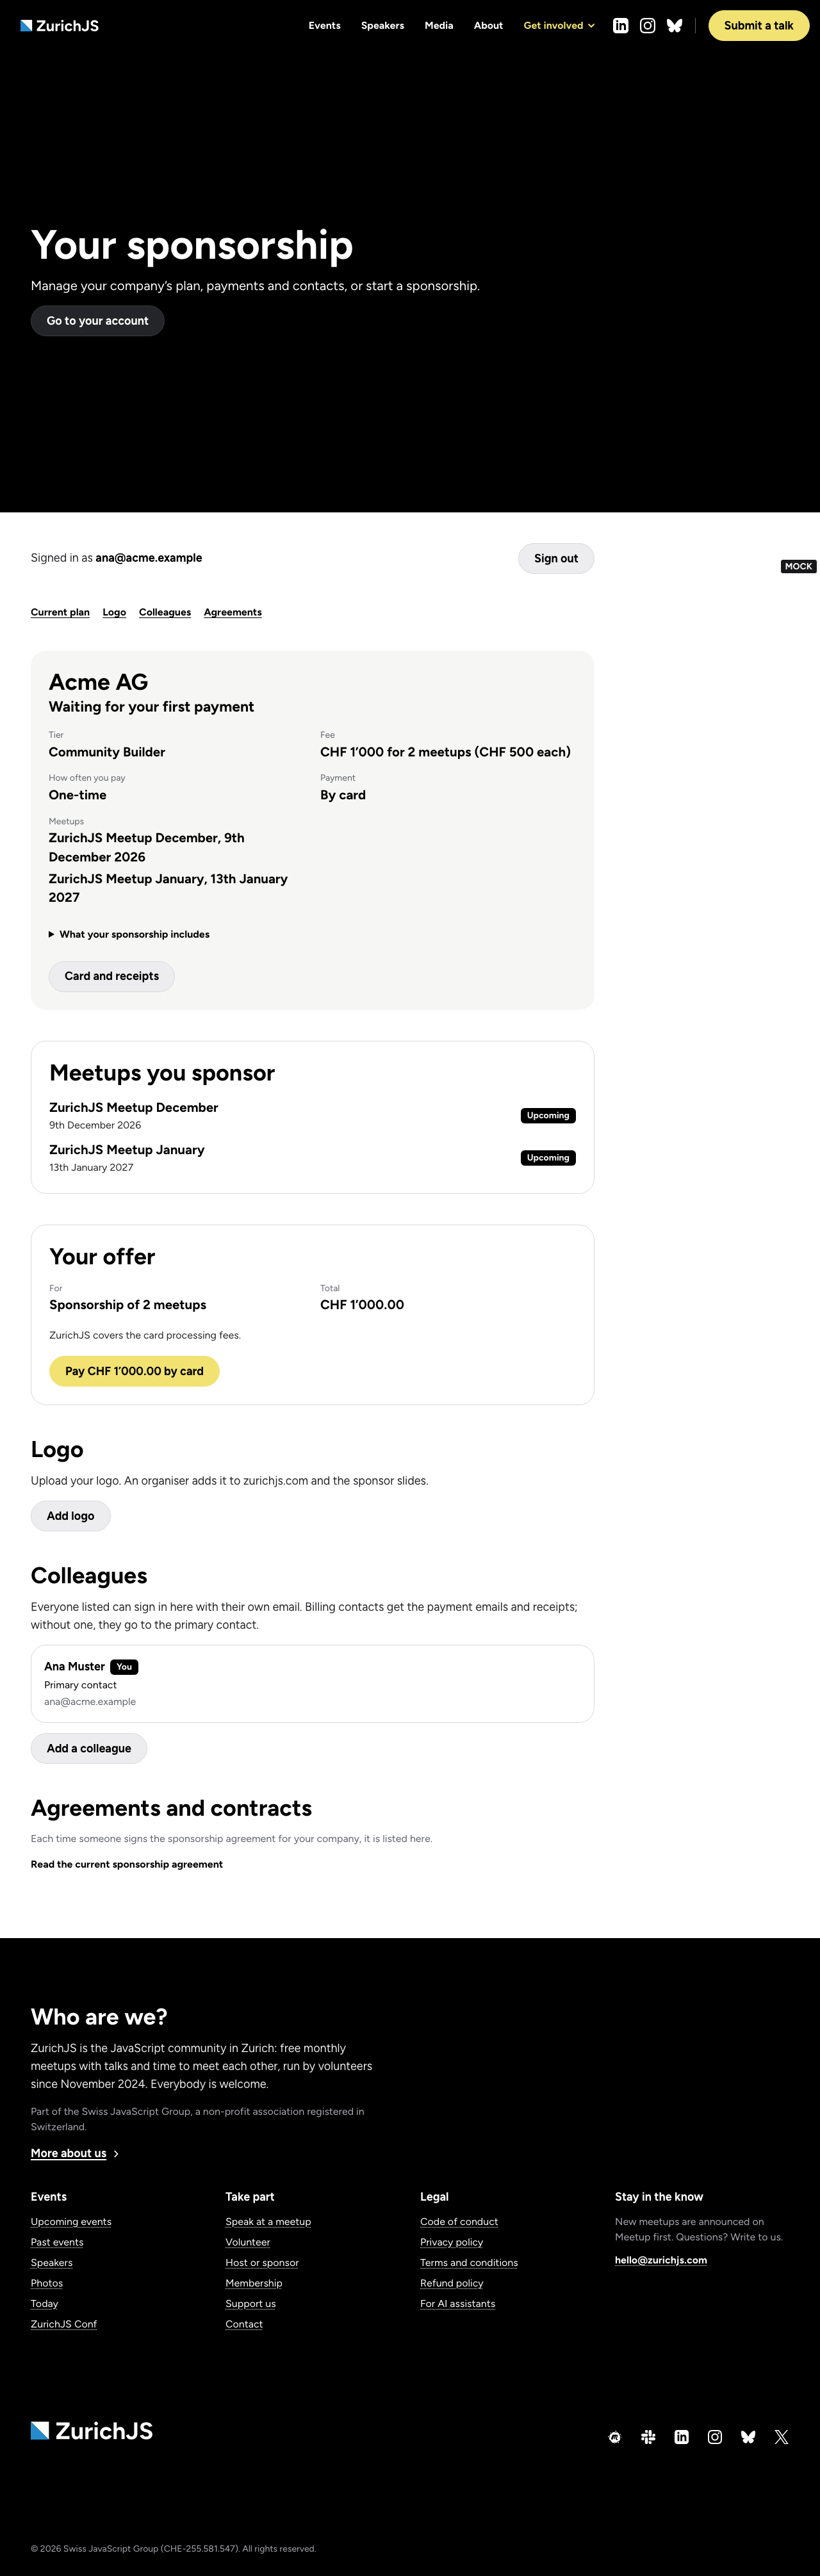 ZurichJS
Events
Speakers
Media
About
Get involved
Submit a talk
Your sponsorship
Manage your company’s plan, payments and contacts, or start a sponsorship.
Go to your account
Signed in as ana@acme.example
Sign out
MOCK
Current plan
Logo
Colleagues
Agreements
Acme AG
Waiting for your first payment
Tier
Community Builder
Fee
CHF 1’000 for 2 meetups (CHF 500 each)
How often you pay
One-time
Payment
By card
Meetups
ZurichJS Meetup December, 9th
December 2026
ZurichJS Meetup January, 13th January
2027
What your sponsorship includes
Card and receipts
Meetups you sponsor
ZurichJS Meetup December
9th December 2026
Upcoming
ZurichJS Meetup January
13th January 2027
Upcoming
Your offer
For
Sponsorship of 2 meetups
Total
CHF 1’000.00
ZurichJS covers the card processing fees.
Pay CHF 1’000.00 by card
Logo
Upload your logo. An organiser adds it to zurichjs.com and the sponsor slides.
Add logo
Colleagues
Everyone listed can sign in here with their own email. Billing contacts get the payment emails and receipts;
without one, they go to the primary contact.
Ana Muster You
Primary contact
ana@acme.example
Add a colleague
Agreements and contracts
Each time someone signs the sponsorship agreement for your company, it is listed here.
Read the current sponsorship agreement
Who are we?
ZurichJS is the JavaScript community in Zurich: free monthly
meetups with talks and time to meet each other, run by volunteers
since November 2024. Everybody is welcome.
Part of the Swiss JavaScript Group, a non-profit association registered in
Switzerland.
More about us
Events
Upcoming events
Past events
Speakers
Photos
Today
ZurichJS Conf
Take part
Speak at a meetup
Volunteer
Host or sponsor
Membership
Support us
Contact
Legal
Code of conduct
Privacy policy
Terms and conditions
Refund policy
For AI assistants
Stay in the know
New meetups are announced on
Meetup first. Questions? Write to us.
hello@zurichjs.com
ZurichJS
© 2026 Swiss JavaScript Group (CHE-255.581.547). All rights reserved.